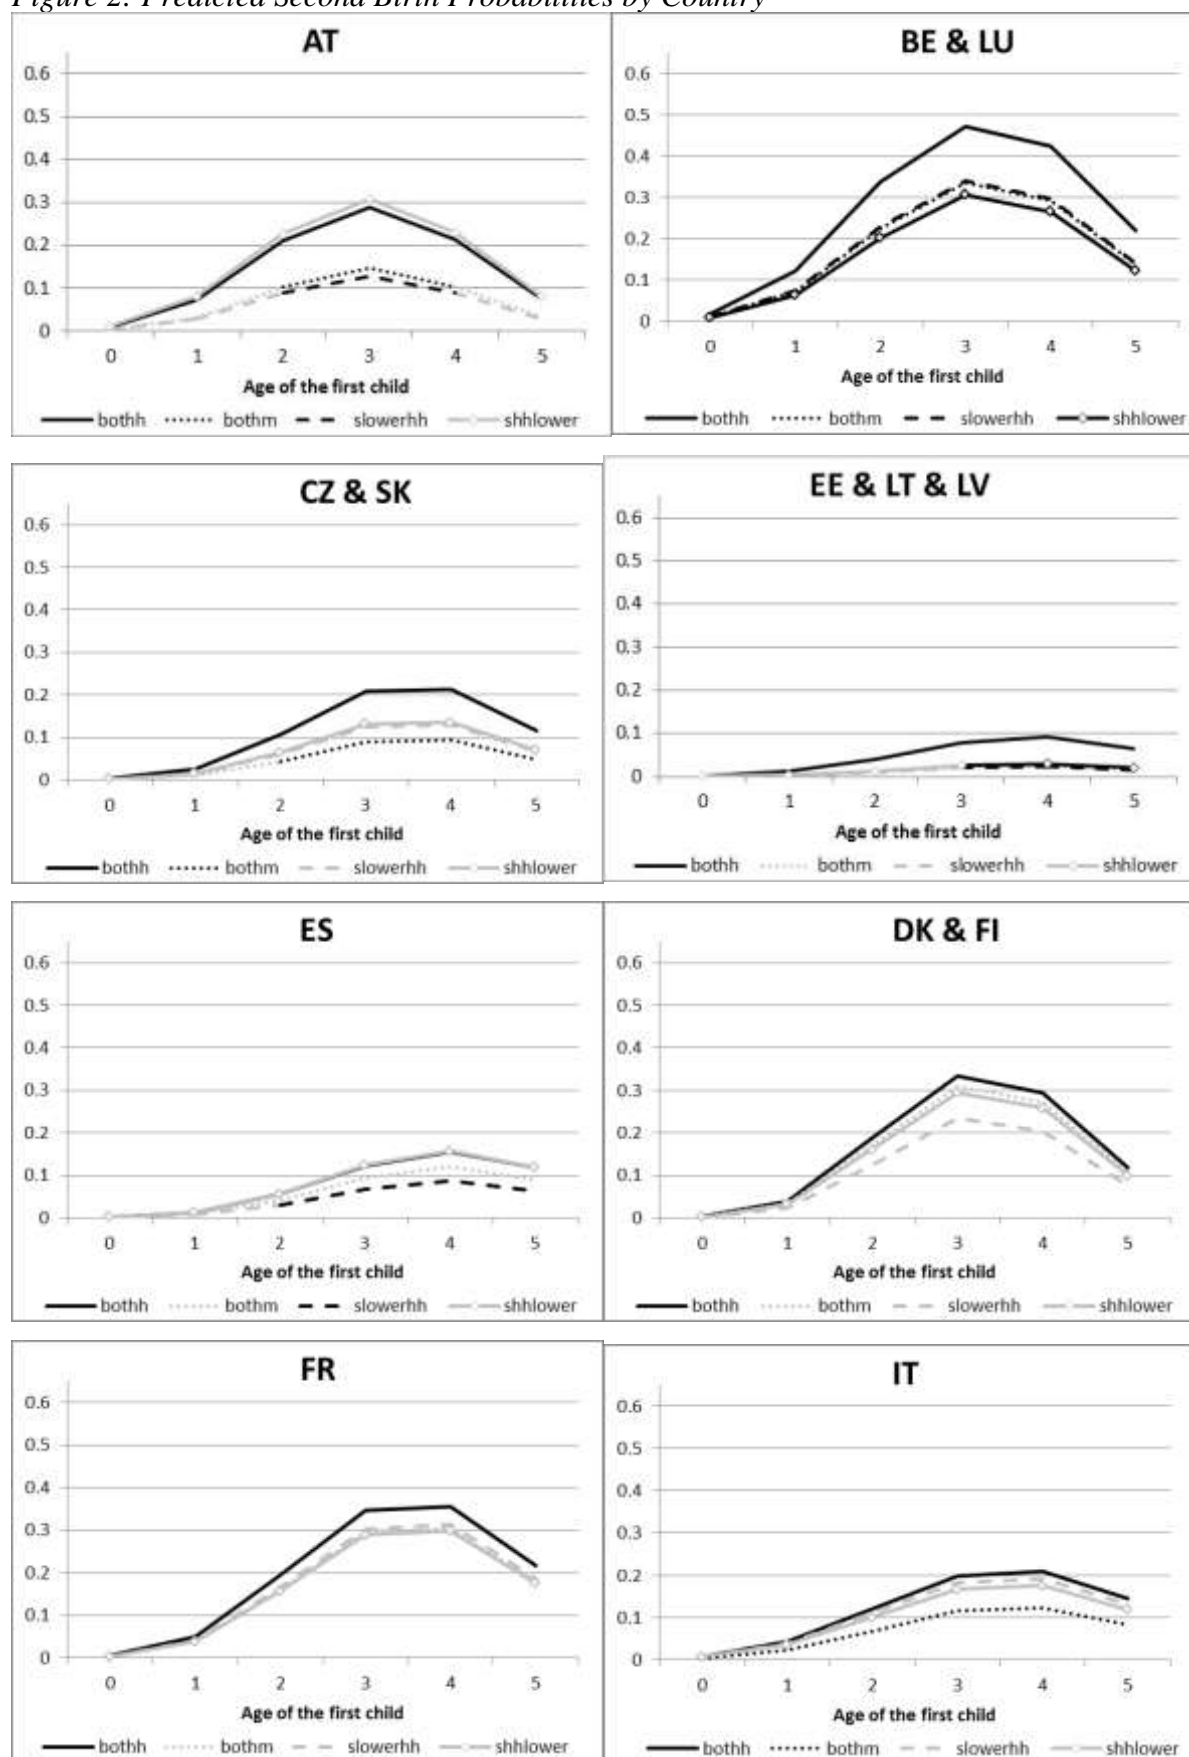 Figure 2: Predicted Second Birth Probabilities by Country
AT
0.6
0.5
0.4
0.3
0.2
0.1
0
0 1 2 3 4 5
Age of the first child
bothh bothm slowerhh shhlower
BE & LU
0.6
0.5
0.4
0.3
0.2
0.1
0
0 1 2 3 4 5
Age of the first child
bothh bothm slowerhh shhlower
CZ & SK
0.6
0.5
0.4
0.3
0.2
0.1
0
0 1 2 3 4 5
Age of the first child
bothh bothm slowerhh shhlower
EE & LT & LV
0.6
0.5
0.4
0.3
0.2
0.1
0
0 1 2 3 4 5
Age of the first child
bothh bothm slowerhh shhlower
ES
0.6
0.5
0.4
0.3
0.2
0.1
0
0 1 2 3 4 5
Age of the first child
bothh bothm slowerhh shhlower
DK & FI
0.6
0.5
0.4
0.3
0.2
0.1
0
0 1 2 3 4 5
Age of the first child
bothh bothm slowerhh shhlower
FR
0.6
0.5
0.4
0.3
0.2
0.1
0
0 1 2 3 4 5
Age of the first child
bothh bothm slowerhh shhlower
IT
0.6
0.5
0.4
0.3
0.2
0.1
0
0 1 2 3 4 5
Age of the first child
bothh bothm slowerhh shhlower